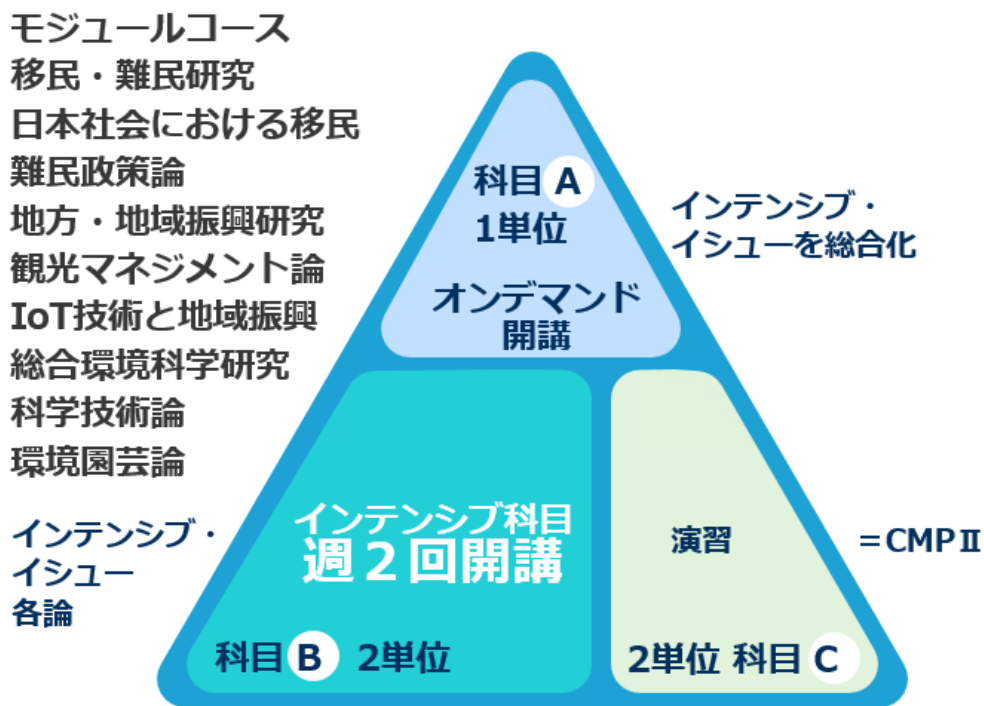 モジュールコース
移民・難民研究
日本社会における移民
難民政策論
地方・地域振興研究
観光マネジメント論
IoT技術と地域振興
総合環境科学研究
科学技術論
環境園芸論
科目 A
1単位
オンデマンド
開講
インテンシブ・
イシューを総合化
インテンシブ・
イシュー
各論
インテンシブ科目
週２回開講
科目 B 2単位
演習
2単位 科目 C
＝CMPⅡ